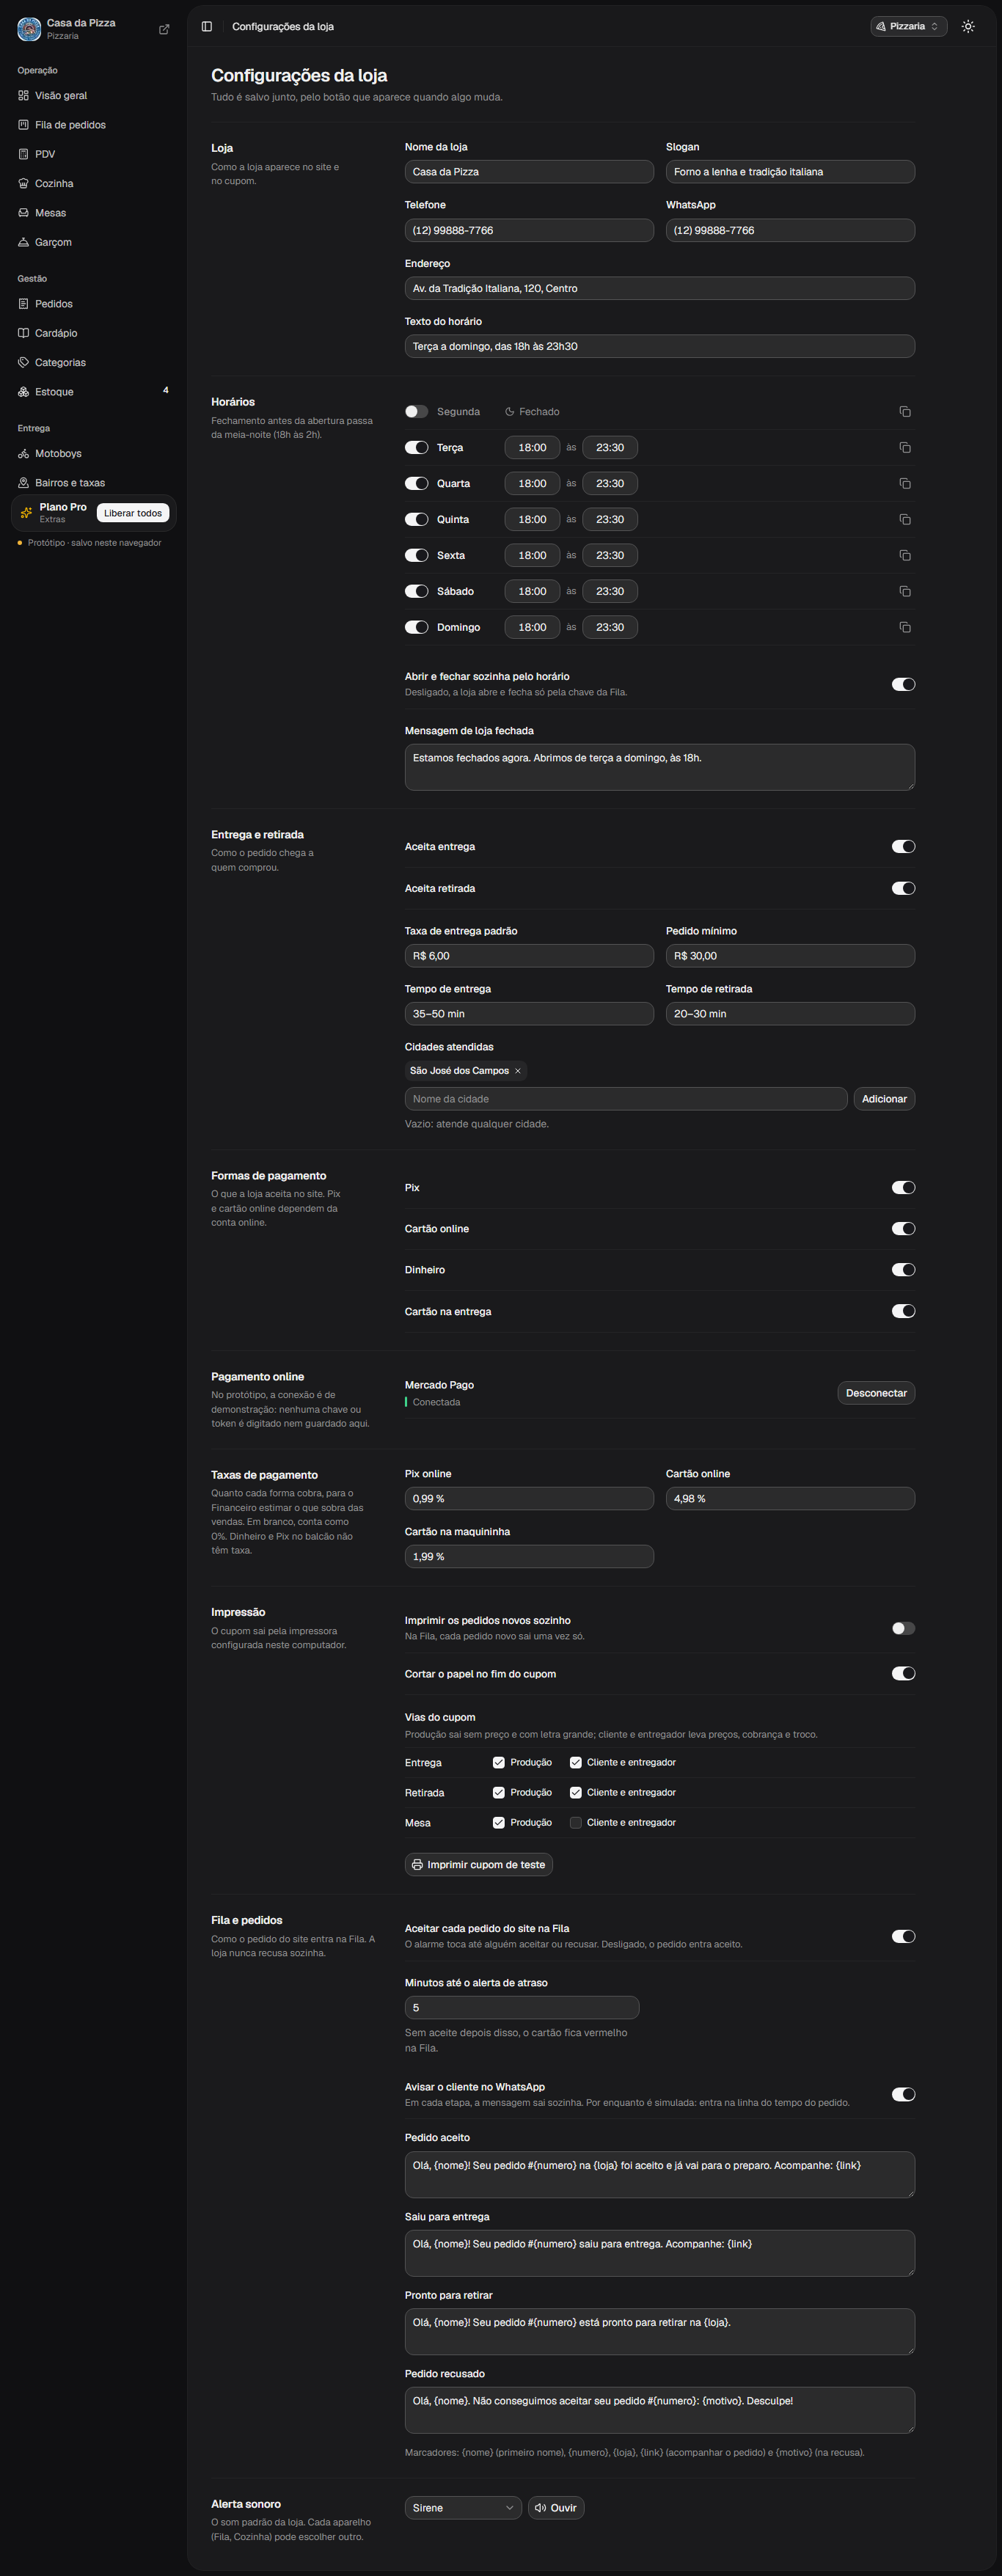 Casa da Pizza
Pizzaria
Operação
Visão geral
Fila de pedidos
PDV
Cozinha
Mesas
Garçom
Gestão
Pedidos
Cardápio
Categorias
Estoque 4
Entrega
Motoboys
Bairros e taxas
Plano Pro
Extras
Liberar todos
Protótipo · salvo neste navegador
Configurações da loja
Pizzaria
Configurações da loja
Tudo é salvo junto, pelo botão que aparece quando algo muda.
Loja
Como a loja aparece no site e
no cupom.
Nome da loja
Casa da Pizza
Slogan
Forno a lenha e tradição italiana
Telefone
(12) 99888-7766
WhatsApp
(12) 99888-7766
Endereço
Av. da Tradição Italiana, 120, Centro
Texto do horário
Terça a domingo, das 18h às 23h30
Horários
Fechamento antes da abertura passa
da meia-noite (18h às 2h).
Segunda Fechado
Terça 18:00 às 23:30
Quarta 18:00 às 23:30
Quinta 18:00 às 23:30
Sexta 18:00 às 23:30
Sábado 18:00 às 23:30
Domingo 18:00 às 23:30
Abrir e fechar sozinha pelo horário
Desligado, a loja abre e fecha só pela chave da Fila.
Mensagem de loja fechada
Estamos fechados agora. Abrimos de terça a domingo, às 18h.
Entrega e retirada
Como o pedido chega a
quem comprou.
Aceita entrega
Aceita retirada
Taxa de entrega padrão
R$ 6,00
Pedido mínimo
R$ 30,00
Tempo de entrega
35–50 min
Tempo de retirada
20–30 min
Cidades atendidas
São José dos Campos ×
Nome da cidade
Adicionar
Vazio: atende qualquer cidade.
Formas de pagamento
O que a loja aceita no site. Pix
e cartão online dependem da
conta online.
Pix
Cartão online
Dinheiro
Cartão na entrega
Pagamento online
No protótipo, a conexão é de
demonstração: nenhuma chave ou
token é digitado nem guardado aqui.
Mercado Pago
Conectada
Desconectar
Taxas de pagamento
Quanto cada forma cobra, para o
Financeiro estimar o que sobra das
vendas. Em branco, conta como
0%. Dinheiro e Pix no balcão não
têm taxa.
Pix online
0,99 %
Cartão online
4,98 %
Cartão na maquininha
1,99 %
Impressão
O cupom sai pela impressora
configurada neste computador.
Imprimir os pedidos novos sozinho
Na Fila, cada pedido novo sai uma vez só.
Cortar o papel no fim do cupom
Vias do cupom
Produção sai sem preço e com letra grande; cliente e entregador leva preços, cobrança e troco.
Entrega Produção Cliente e entregador
Retirada Produção Cliente e entregador
Mesa Produção Cliente e entregador
Imprimir cupom de teste
Fila e pedidos
Como o pedido do site entra na Fila. A
loja nunca recusa sozinha.
Aceitar cada pedido do site na Fila
O alarme toca até alguém aceitar ou recusar. Desligado, o pedido entra aceito.
Minutos até o alerta de atraso
5
Sem aceite depois disso, o cartão fica vermelho
na Fila.
Avisar o cliente no WhatsApp
Em cada etapa, a mensagem sai sozinha. Por enquanto é simulada: entra na linha do tempo do pedido.
Pedido aceito
Olá, {nome}! Seu pedido #{numero} na {loja} foi aceito e já vai para o preparo. Acompanhe: {link}
Saiu para entrega
Olá, {nome}! Seu pedido #{numero} saiu para entrega. Acompanhe: {link}
Pronto para retirar
Olá, {nome}! Seu pedido #{numero} está pronto para retirar na {loja}.
Pedido recusado
Olá, {nome}. Não conseguimos aceitar seu pedido #{numero}: {motivo}. Desculpe!
Marcadores: {nome} (primeiro nome), {numero}, {loja}, {link} (acompanhar o pedido) e {motivo} (na recusa).
Alerta sonoro
O som padrão da loja. Cada aparelho
(Fila, Cozinha) pode escolher outro.
Sirene
Ouvir